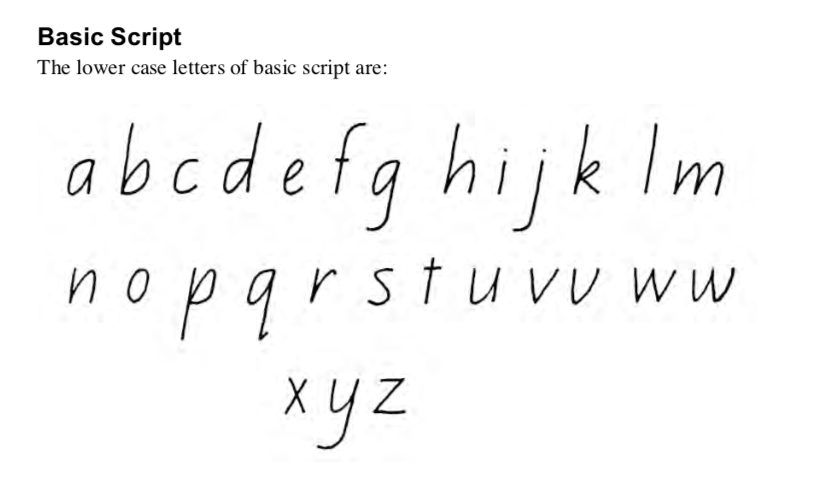 Basic Script
The lower case letters of basic script are:
a b c d e f g h i j k l m
n o p q r s t u v v w w
x y z